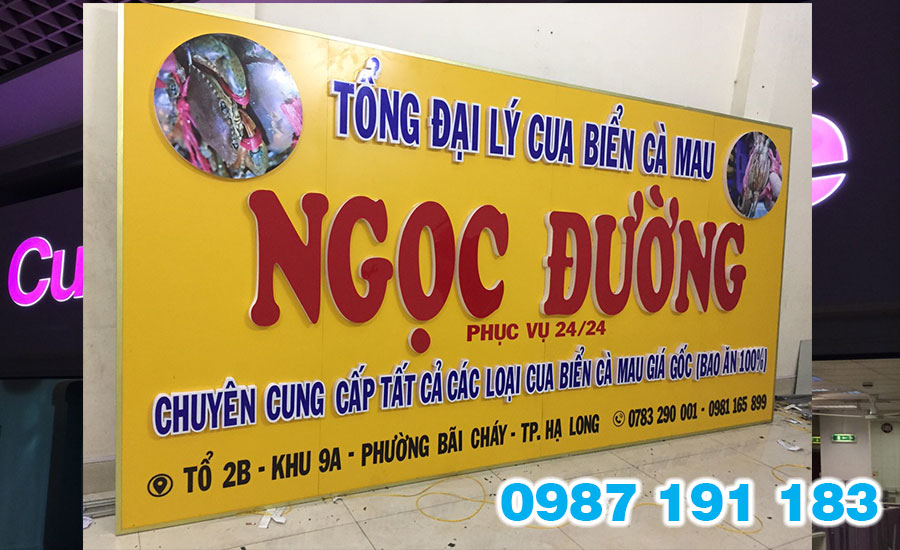 TỔNG ĐẠI LÝ CUA BIỂN CÀ MAU
NGỌC ĐƯỜNG
PHỤC VỤ 24/24
CHUYÊN CUNG CẤP TẤT CẢ CÁC LOẠI CUA BIỂN CÀ MAU GIÁ GỐC (BAO ĂN 100%)
TỔ 2B - KHU 9A - PHƯỜNG BÃI CHÁY - TP. HẠ LONG 0783 290 001 - 0981 165 899
0987 191 183
Cu